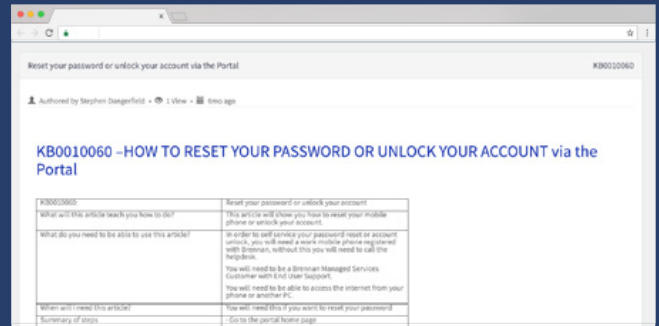 Reset your password or unlock your account via the Portal KB0010060
Authored by Stephen Dangerfield • 1 View • 6mo ago
KB0010060 –HOW TO RESET YOUR PASSWORD OR UNLOCK YOUR ACCOUNT via the
Portal
KB0010060: Reset your password or unlock your account
What will this article teach you how to do? This article will show you how to reset your mobile
phone or unlock your account.
What do you need to be able to use this article? In order to self service your password reset or account
unlock, you will need a work mobile phone registered
with Brennan, without this you will need to call the
helpdesk.
You will need to be a Brennan Managed Services
Customer with End User Support.
You will need to be able to access the internet from your
phone or another PC.
When will I need this article? You will need this if you want to reset your password
Summary of steps - Go to the portal home page